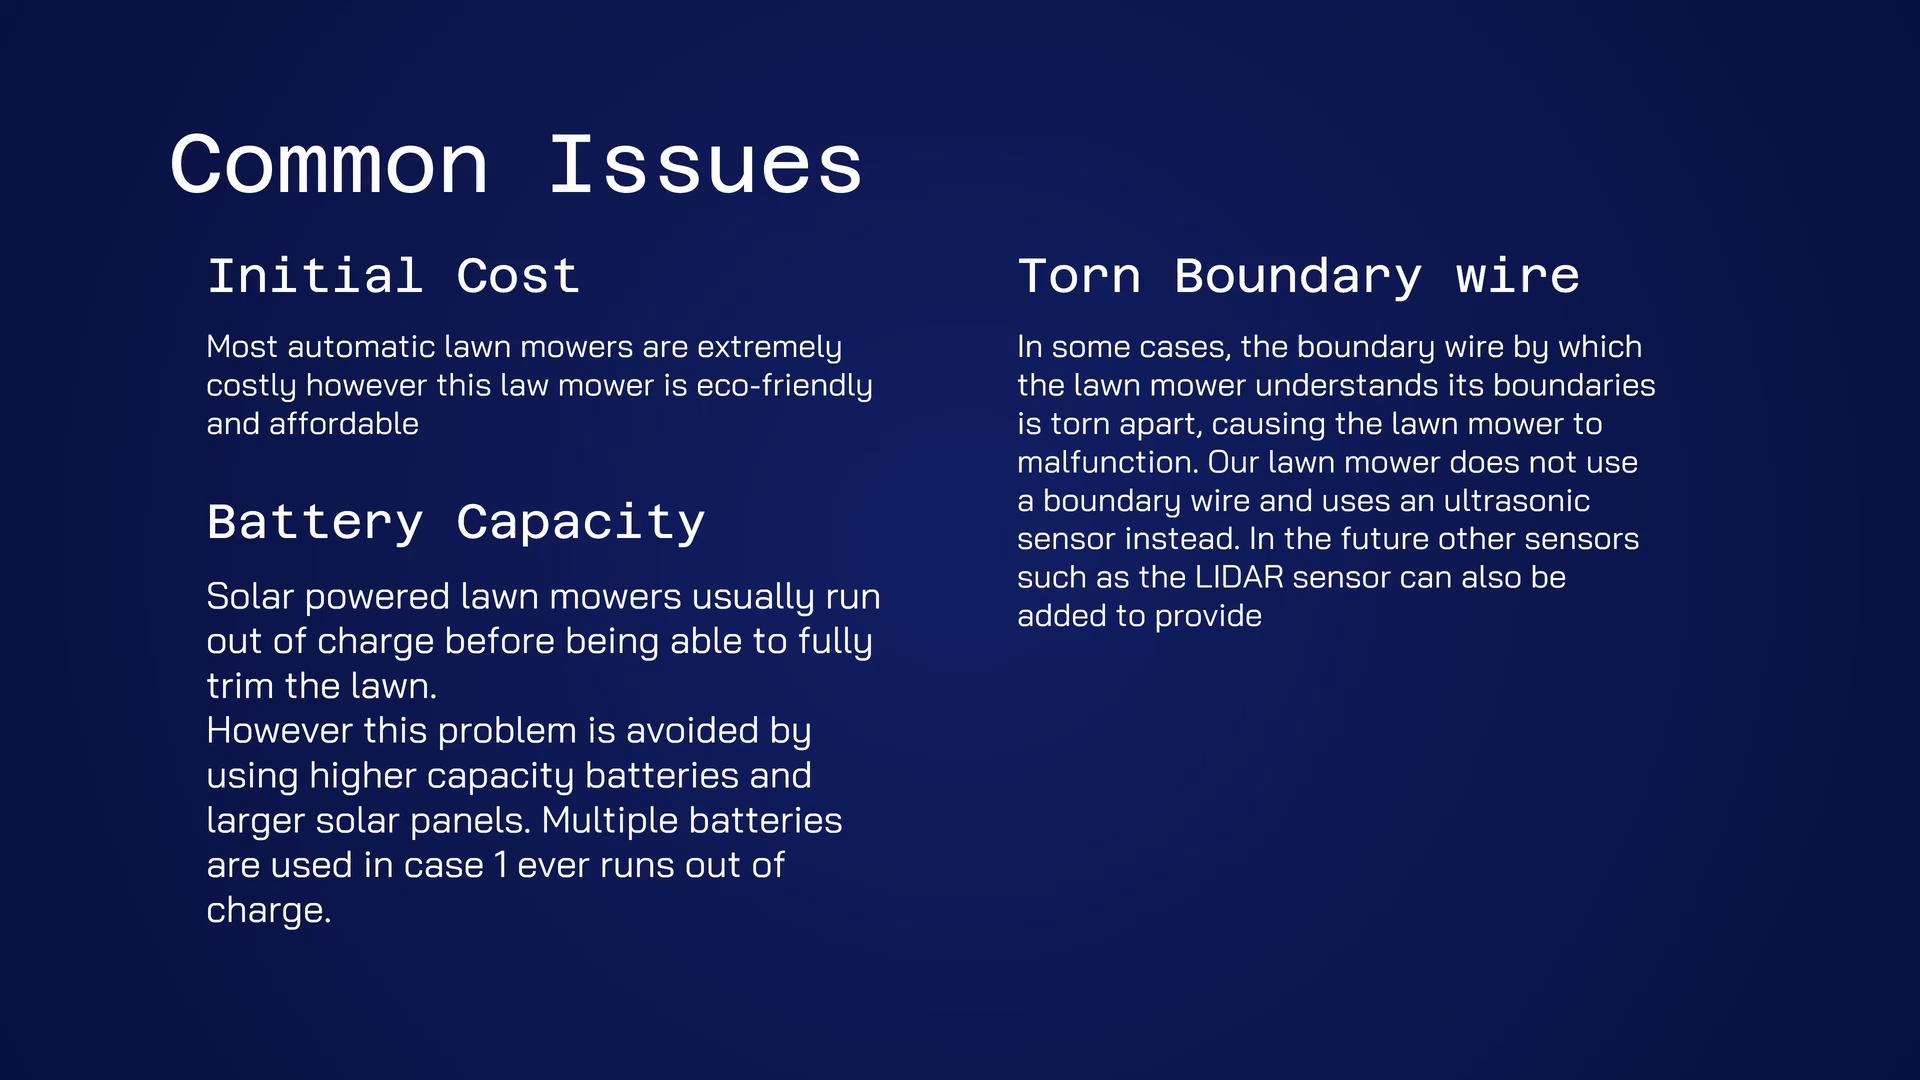 Common Issues
Initial Cost
Most automatic lawn mowers are extremely
costly however this law mower is eco-friendly
and affordable
Battery Capacity
Solar powered lawn mowers usually run
out of charge before being able to fully
trim the lawn.
However this problem is avoided by
using higher capacity batteries and
larger solar panels. Multiple batteries
are used in case 1 ever runs out of
charge.
Torn Boundary wire
In some cases, the boundary wire by which
the lawn mower understands its boundaries
is torn apart, causing the lawn mower to
malfunction. Our lawn mower does not use
a boundary wire and uses an ultrasonic
sensor instead. In the future other sensors
such as the LIDAR sensor can also be
added to provide